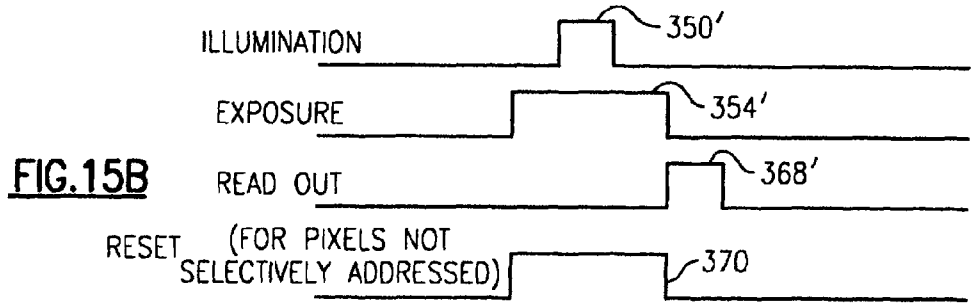 ILLUMINATION 350'
EXPOSURE 354'
FIG.15B
READ OUT 368'
RESET (FOR PIXELS NOT
SELECTIVELY ADDRESSED) 370